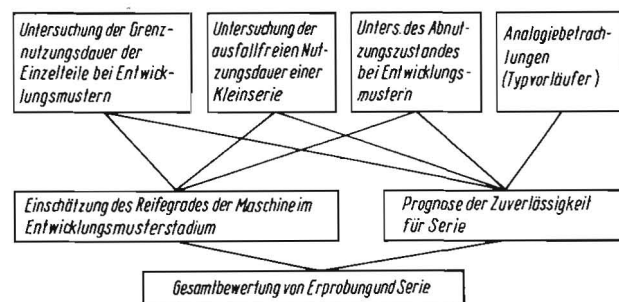 Untersuchung der Grenz-
nutzungsdauer der
Einzelteile bei Entwick-
lungsmustern
Untersuchung der
ausfallfreien Nut-
zungsdauer einer
Kleinserie
Unters. des Abnut-
zungszustandes
bei Entwicklungs-
mustern
Analogiebetrach-
lungen
(Typvorläufer)
Einschätzung des Reifegrades der Maschine im
Entwicklungsmusterstadium
Prognose der Zuverlässigkeit
für Serie
Gesamtbewertung von Erprobung und Serie